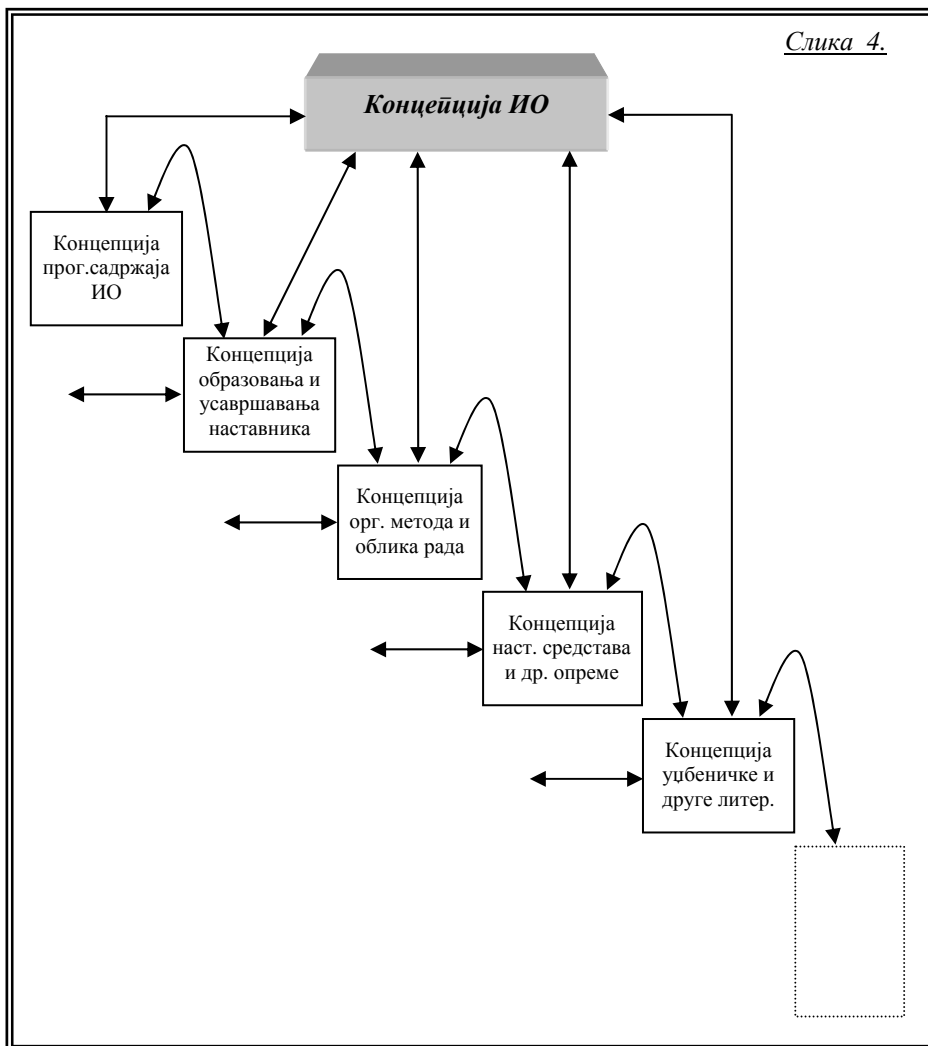 Слика 4.
Концепција ИО
Концепција
прог.садржаја
ИО
Концепција
образовања и
усавршавања
наставника
Концепција
орг. метода и
облика рада
Концепција
наст. средстава
и др. опреме
Концепција
уџбеничке и
друге литер.